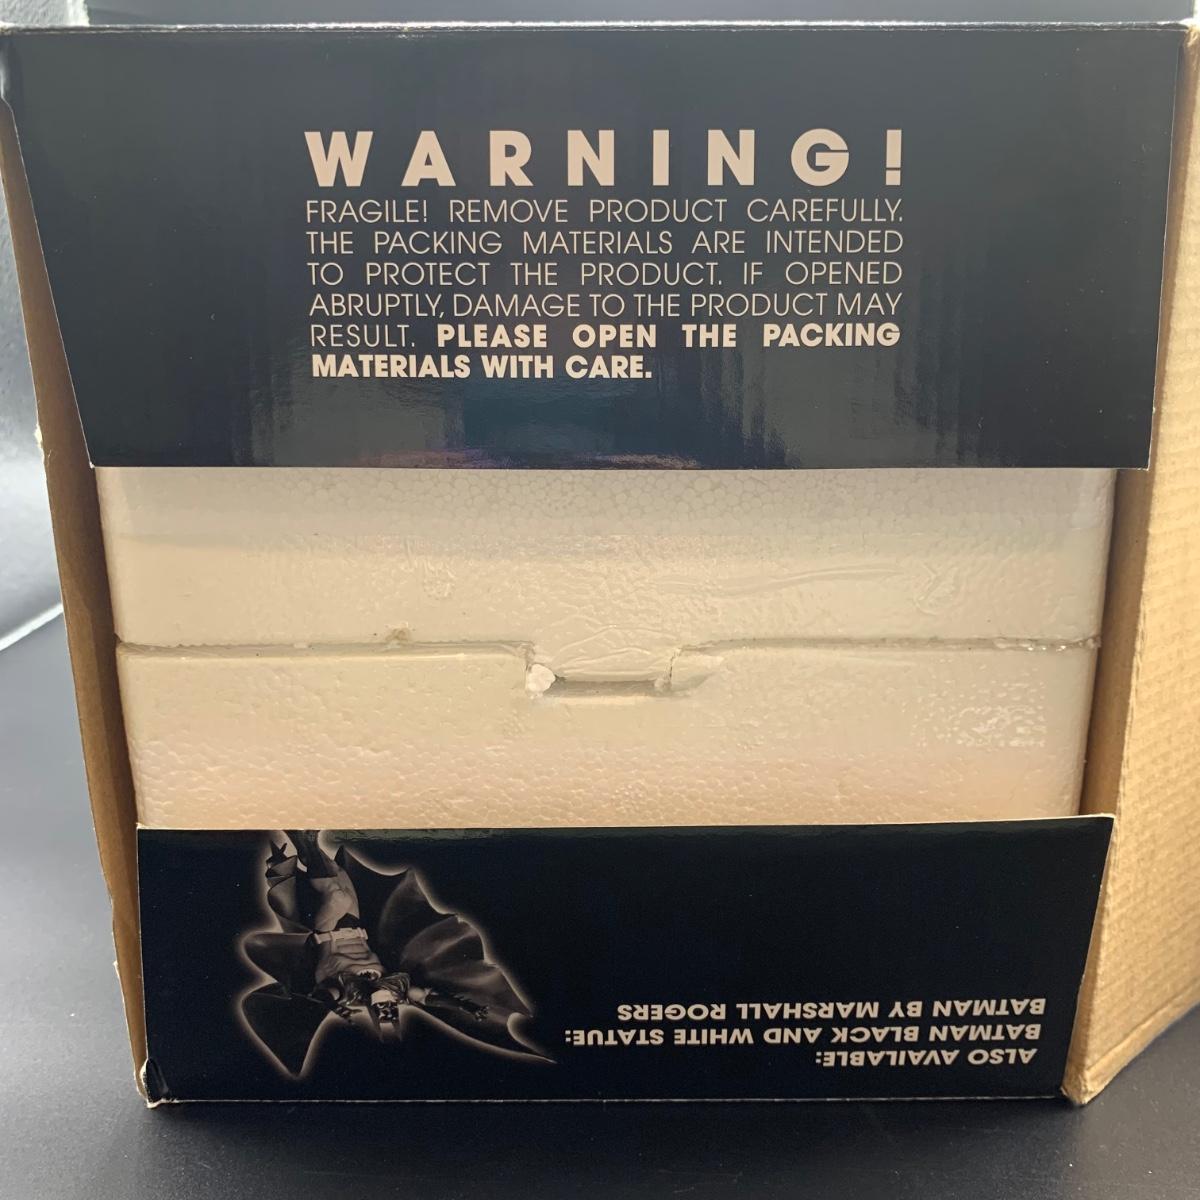 WARNING!
FRAGILE! REMOVE PRODUCT CAREFULLY.
THE PACKING MATERIALS ARE INTENDED
TO PROTECT THE PRODUCT. IF OPENED
ABRUPTLY, DAMAGE TO THE PRODUCT MAY
RESULT. PLEASE OPEN THE PACKING
MATERIALS WITH CARE.
ALSO AVAILABLE:
BATMAN BLACK AND WHITE STATUE:
BATMAN BY MARSHALL ROGERS